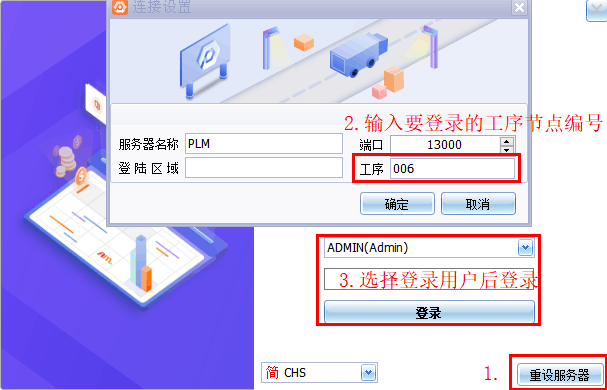 连接设置
2.输入要登录的工序节点编号
服务器名称 PLM 端口 13000
登陆区域 工序 006
确定 取消
ADMIN(Admin)
3.选择登录用户后登录
登录
简 CHS 1. 重设服务器